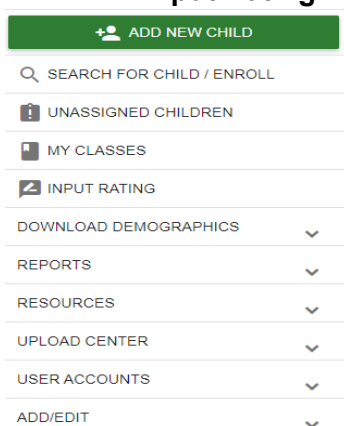 ADD NEW CHILD
SEARCH FOR CHILD / ENROLL
UNASSIGNED CHILDREN
MY CLASSES
INPUT RATING
DOWNLOAD DEMOGRAPHICS
REPORTS
RESOURCES
UPLOAD CENTER
USER ACCOUNTS
ADD/EDIT